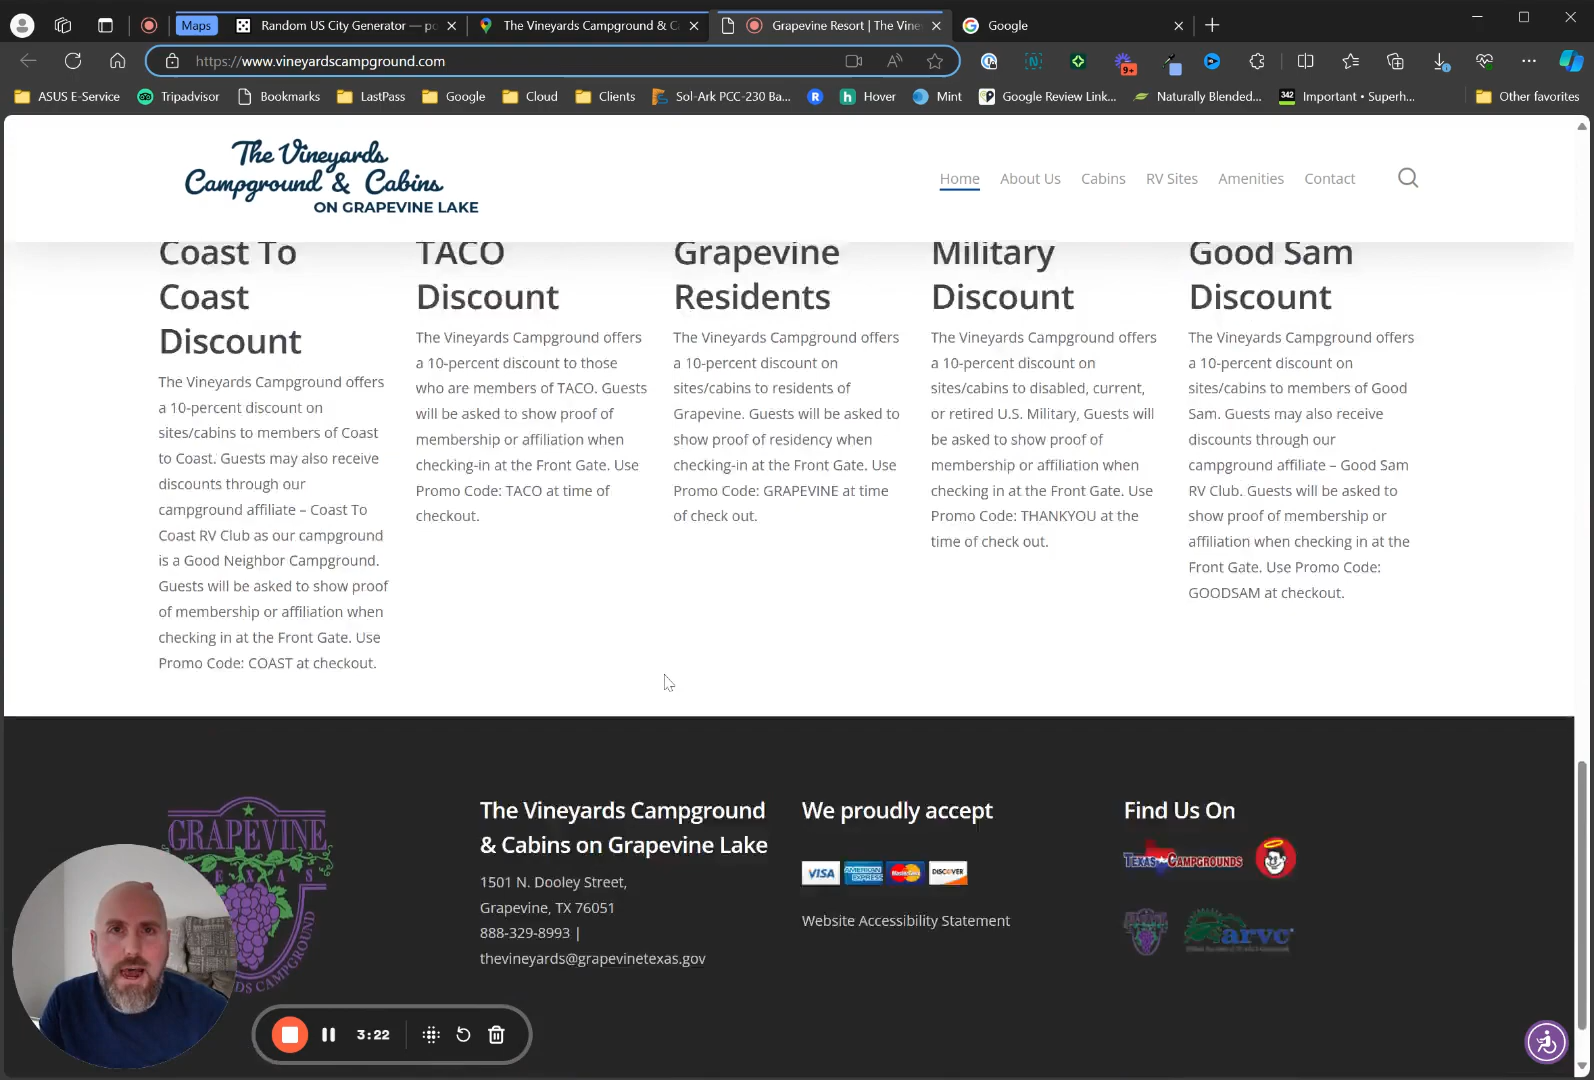 Maps
Random US City Generator — po
The Vineyards Campground & C
Grapevine Resort | The Vine
Google
https://www.vineyardscampground.com
9+
ASUS E-Service
Tripadvisor
Bookmarks
LastPass
Google
Cloud
Clients
Sol-Ark PCC-230 Ba...
R
h Hover
Mint
Google Review Link...
Naturally Blended...
342 Important • Superh...
Other favorites
The Vineyards
Campground & Cabins
ON GRAPEVINE LAKE
Home
About Us
Cabins
RV Sites
Amenities
Contact
Coast To
Coast
Discount
The Vineyards Campground offers
a 10-percent discount on
sites/cabins to members of Coast
to Coast. Guests may also receive
discounts through our
campground affiliate – Coast To
Coast RV Club as our campground
is a Good Neighbor Campground.
Guests will be asked to show proof
of membership or affiliation when
checking in at the Front Gate. Use
Promo Code: COAST at checkout.
TACO
Discount
The Vineyards Campground offers
a 10-percent discount to those
who are members of TACO. Guests
will be asked to show proof of
membership or affiliation when
checking-in at the Front Gate. Use
Promo Code: TACO at time of
checkout.
Grapevine
Residents
The Vineyards Campground offers
a 10-percent discount on
sites/cabins to residents of
Grapevine. Guests will be asked to
show proof of residency when
checking-in at the Front Gate. Use
Promo Code: GRAPEVINE at time
of check out.
Military
Discount
The Vineyards Campground offers
a 10-percent discount on
sites/cabins to disabled, current,
or retired U.S. Military, Guests will
be asked to show proof of
membership or affiliation when
checking in at the Front Gate. Use
Promo Code: THANKYOU at the
time of check out.
Good Sam
Discount
The Vineyards Campground offers
a 10-percent discount on
sites/cabins to members of Good
Sam. Guests may also receive
discounts through our
campground affiliate – Good Sam
RV Club. Guests will be asked to
show proof of membership or
affiliation when checking in at the
Front Gate. Use Promo Code:
GOODSAM at checkout.
GRAPEVINE
E X A S
DS CAMPGROUND
The Vineyards Campground
& Cabins on Grapevine Lake
1501 N. Dooley Street,
Grapevine, TX 76051
888-329-8993 |
thevineyards@grapevinetexas.gov
We proudly accept
VISA
AMERICAN EXPRESS
MasterCard
DISCOVER
Website Accessibility Statement
Find Us On
TEXAS CAMPGROUNDS
arvc
3:22